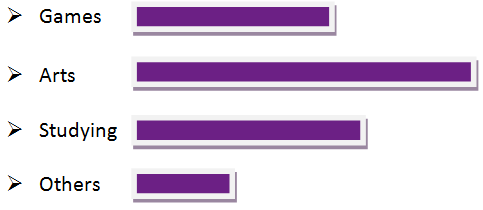 ➢ Games
➢ Arts
➢ Studying
➢ Others